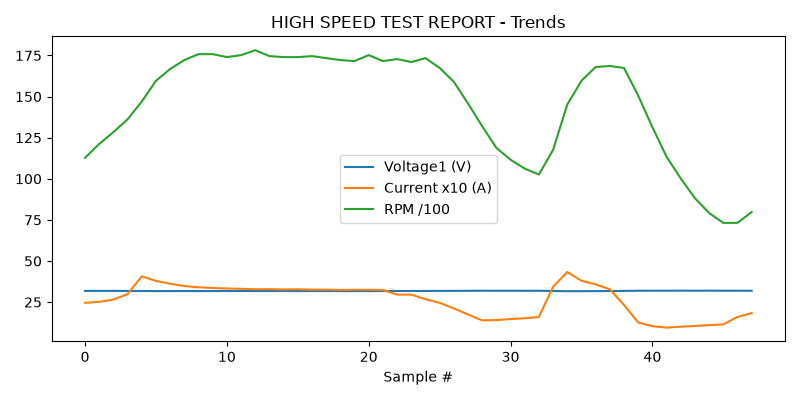 HIGH SPEED TEST REPORT - Trends
175
150
125
100
75
50
25
Voltage1 (V)
Current x10 (A)
RPM /100
0 10 20 30 40
Sample #